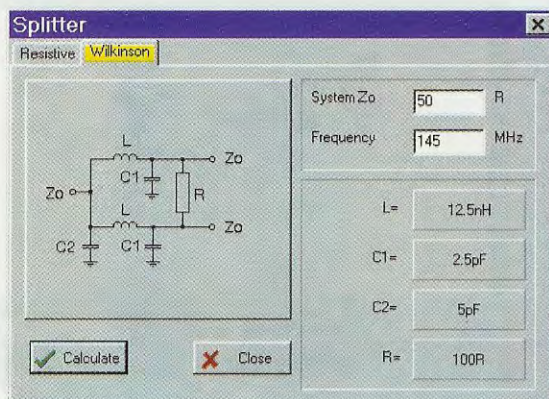 Splitter
Resistive
Wilkinson
System Zo 50 R
Frequency 145 MHz
L
C1
Zo
Zo
R
L
Zo
C2
C1
L= 12.5nH
C1= 2.5pF
C2= 5pF
R= 100R
Calculate
Close